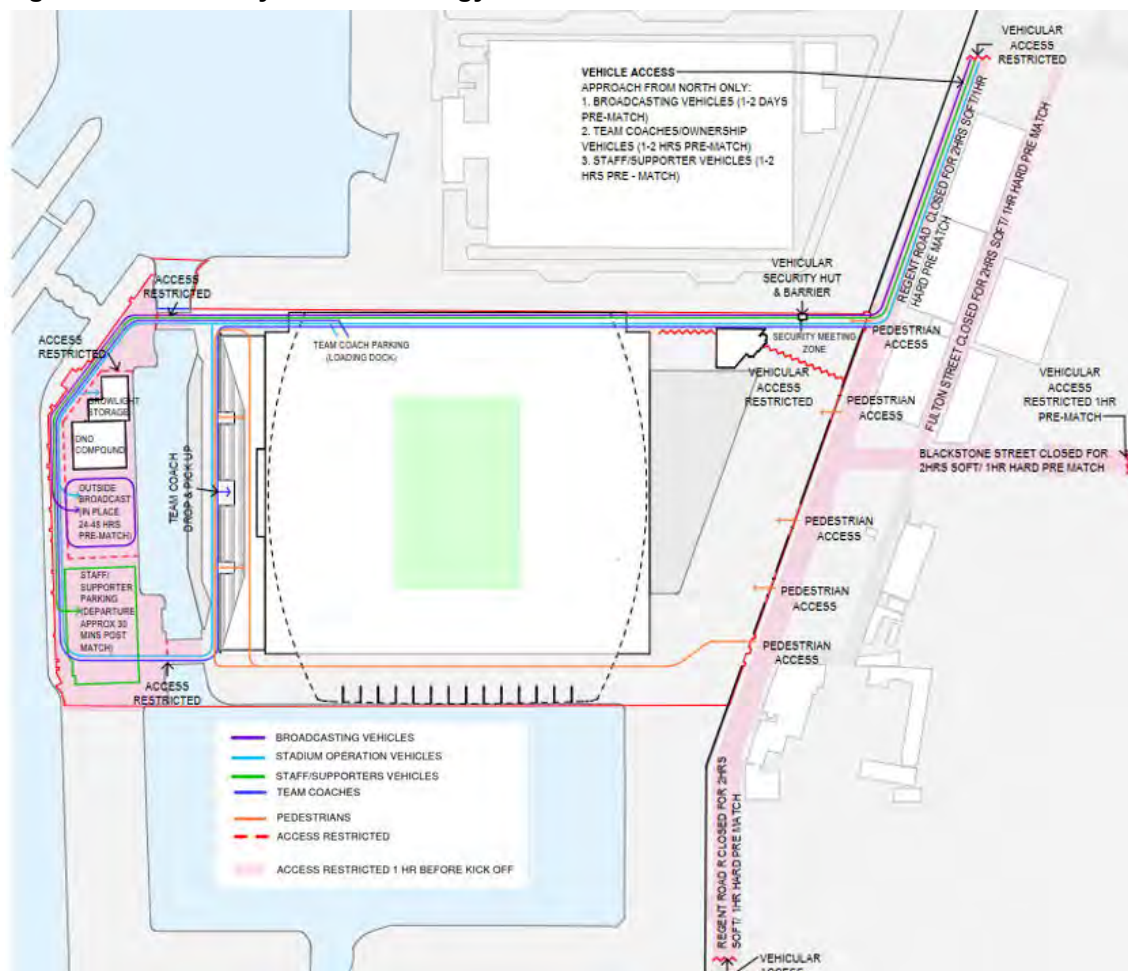 VEHICULAR
ACCESS
RESTRICTED
VEHICLE ACCESS
APPROACH FROM NORTH ONLY:
1. BROADCASTING VEHICLES (1-2 DAYS
PRE-MATCH)
2. TEAM COACHES/OWNERSHIP
VEHICLES (1-2 HRS PRE-MATCH)
3. STAFF/SUPPORTER VEHICLES (1-2
HRS PRE - MATCH)
REGENT ROAD CLOSED FOR 2HRS SOFT/1HR
HARD PRE MATCH
FULTON STREET CLOSED FOR 2HRS SOFT/ 1HR HARD PRE MATCH
VEHICULAR
SECURITY HUT
& BARRIER
ACCESS
RESTRICTED
ACCESS
RESTRICTED
TEAM COACH PARKING
(LOADING DOCK)
SECURITY MEETING
ZONE
PEDESTRIAN
ACCESS
VEHICULAR
ACCESS
RESTRICTED
PEDESTRIAN
ACCESS
VEHICULAR
ACCESS
RESTRICTED 1HR
PRE-MATCH
BLACKSTONE STREET CLOSED FOR
2HRS SOFT/ 1HR HARD PRE MATCH
GROWLIGHT
STORAGE
DNO
COMPOUND
OUTSIDE
BROADCAST
(IN PLACE
24-48 HRS
PRE-MATCH)
TEAM COACH
DROP & PICK UP
STAFF/
SUPPORTER
PARKING
(DEPARTURE
APPROX 30
MINS POST
MATCH)
ACCESS
RESTRICTED
PEDESTRIAN
ACCESS
PEDESTRIAN
ACCESS
PEDESTRIAN
ACCESS
BROADCASTING VEHICLES
STADIUM OPERATION VEHICLES
STAFF/SUPPORTERS VEHICLES
TEAM COACHES
PEDESTRIANS
ACCESS RESTRICTED
ACCESS RESTRICTED 1 HR BEFORE KICK OFF
REGENT ROAD R CLOSED FOR 2HRS
SOFT/ 1HR HARD PRE MATCH
VEHICULAR